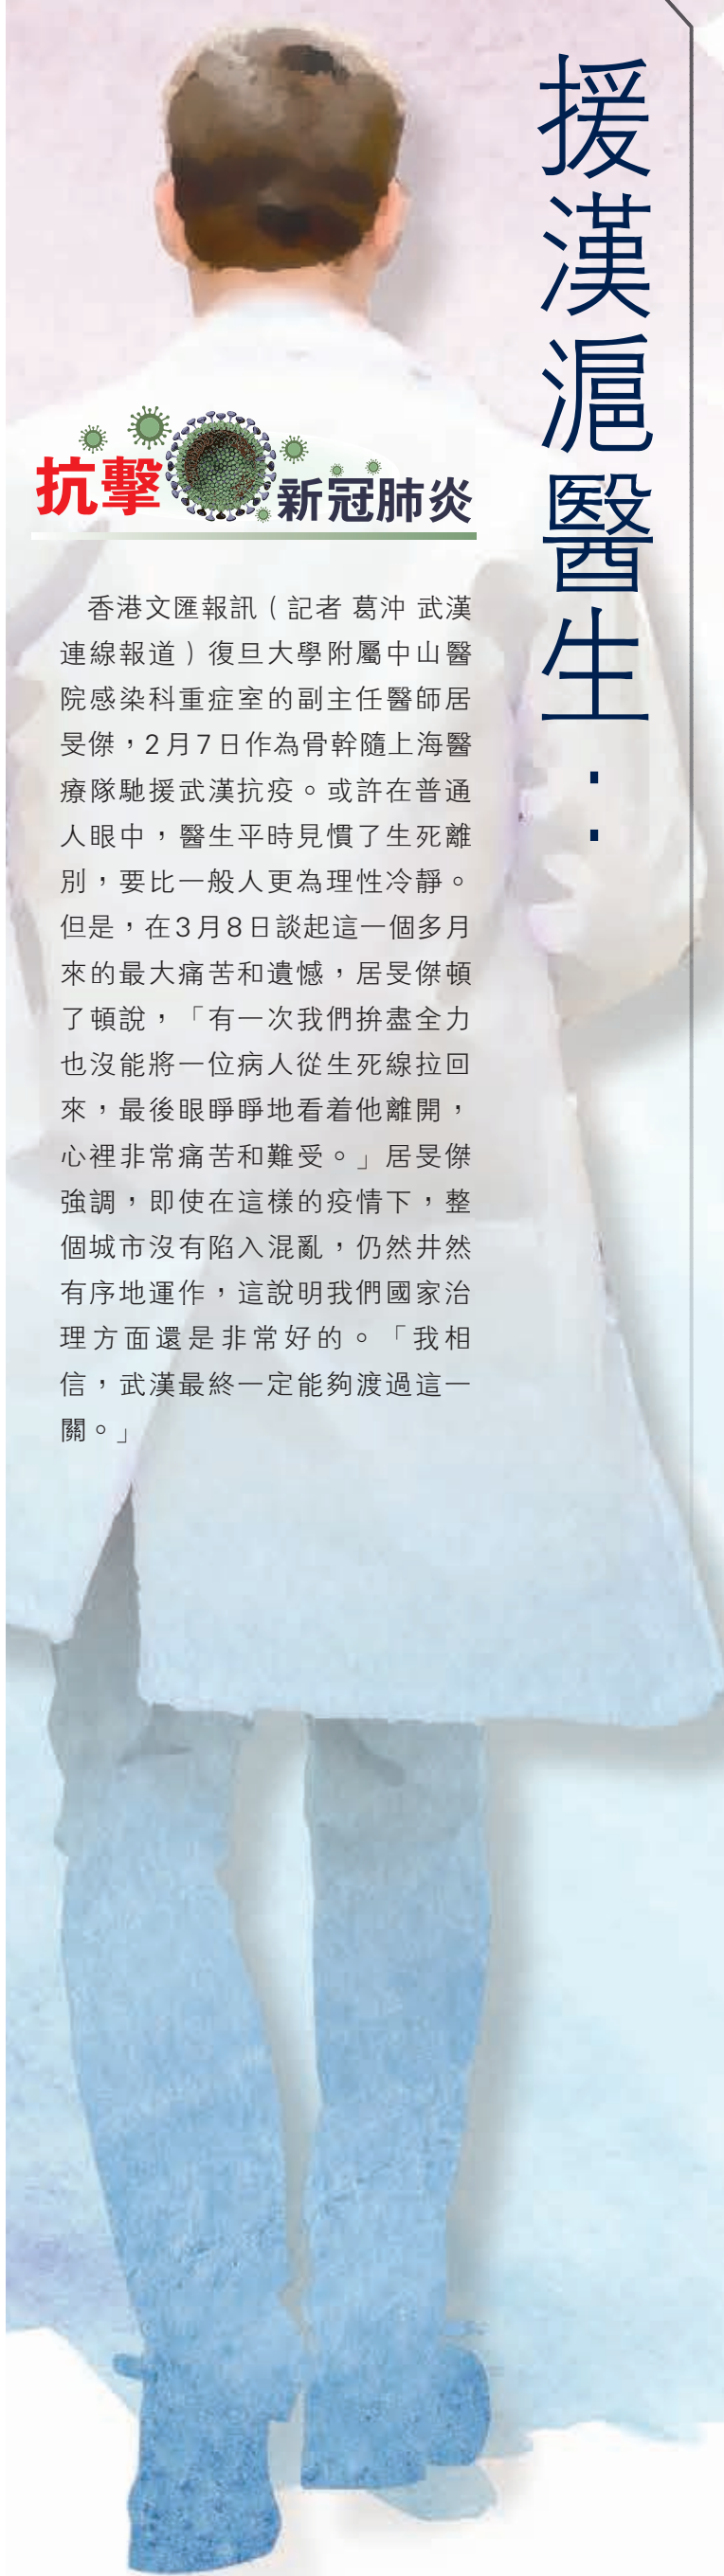 援漢滬醫生：
抗擊新冠肺炎
香港文匯報訊（記者 葛沖 武漢
連線報道）復旦大學附屬中山醫
院感染科重症室的副主任醫師居
旻傑，2月7日作為骨幹隨上海醫
療隊馳援武漢抗疫。或許在普通
人眼中，醫生平時見慣了生死離
別，要比一般人更為理性冷靜。
但是，在3月8日談起這一個多月
來的最大痛苦和遺憾，居旻傑頓
了頓說，「有一次我們拚盡全力
也沒能將一位病人從生死線拉回
來，最後眼睜睜地看着他離開，
心裡非常痛苦和難受。」居旻傑
強調，即使在這樣的疫情下，整
個城市沒有陷入混亂，仍然井然
有序地運作，這說明我們國家治
理方面還是非常好的。「我相
信，武漢最終一定能夠渡過這一
關。」